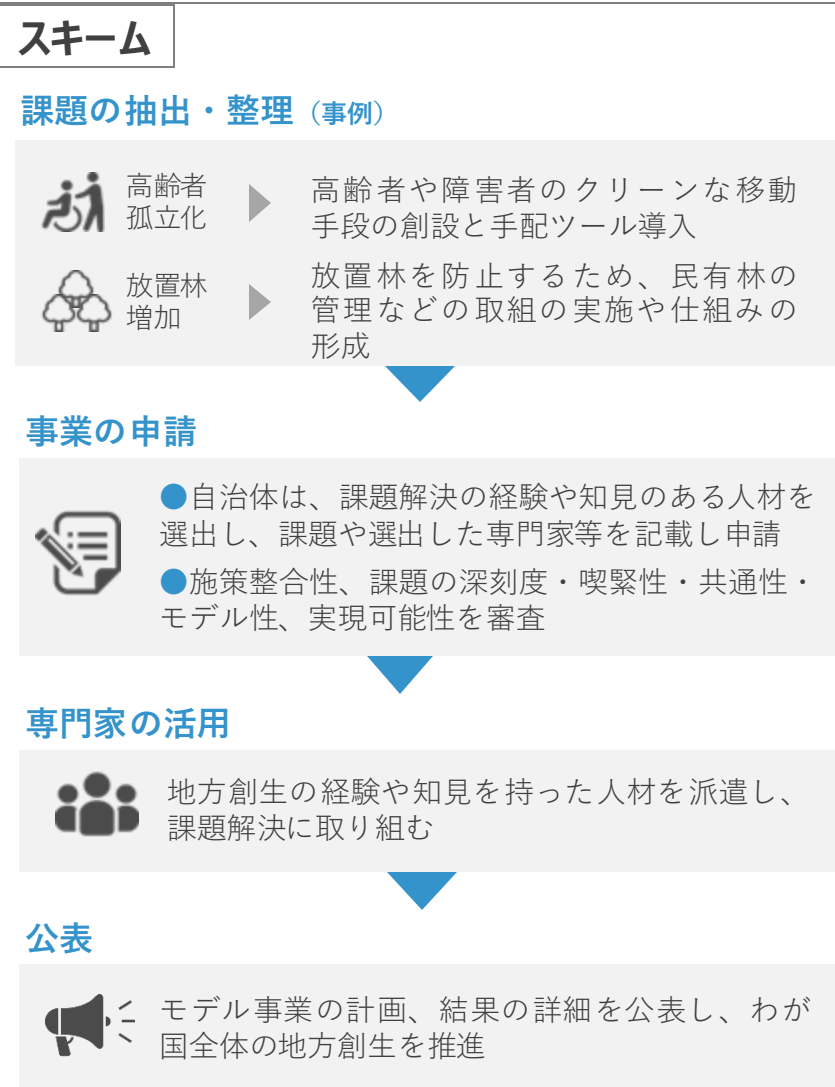 スキーム
課題の抽出・整理（事例）
高齢者
孤立化
高齢者や障害者のクリーンな移動
手段の創設と手配ツール導入
放置林
増加
放置林を防止するため、民有林の
管理などの取組の実施や仕組みの
形成
事業の申請
●自治体は、課題解決の経験や知見のある人材を
選出し、課題や選出した専門家等を記載し申請
●施策整合性、課題の深刻度・喫緊性・共通性・
モデル性、実現可能性を審査
専門家の活用
地方創生の経験や知見を持った人材を派遣し、
課題解決に取り組む
公表
モデル事業の計画、結果の詳細を公表し、わが
国全体の地方創生を推進